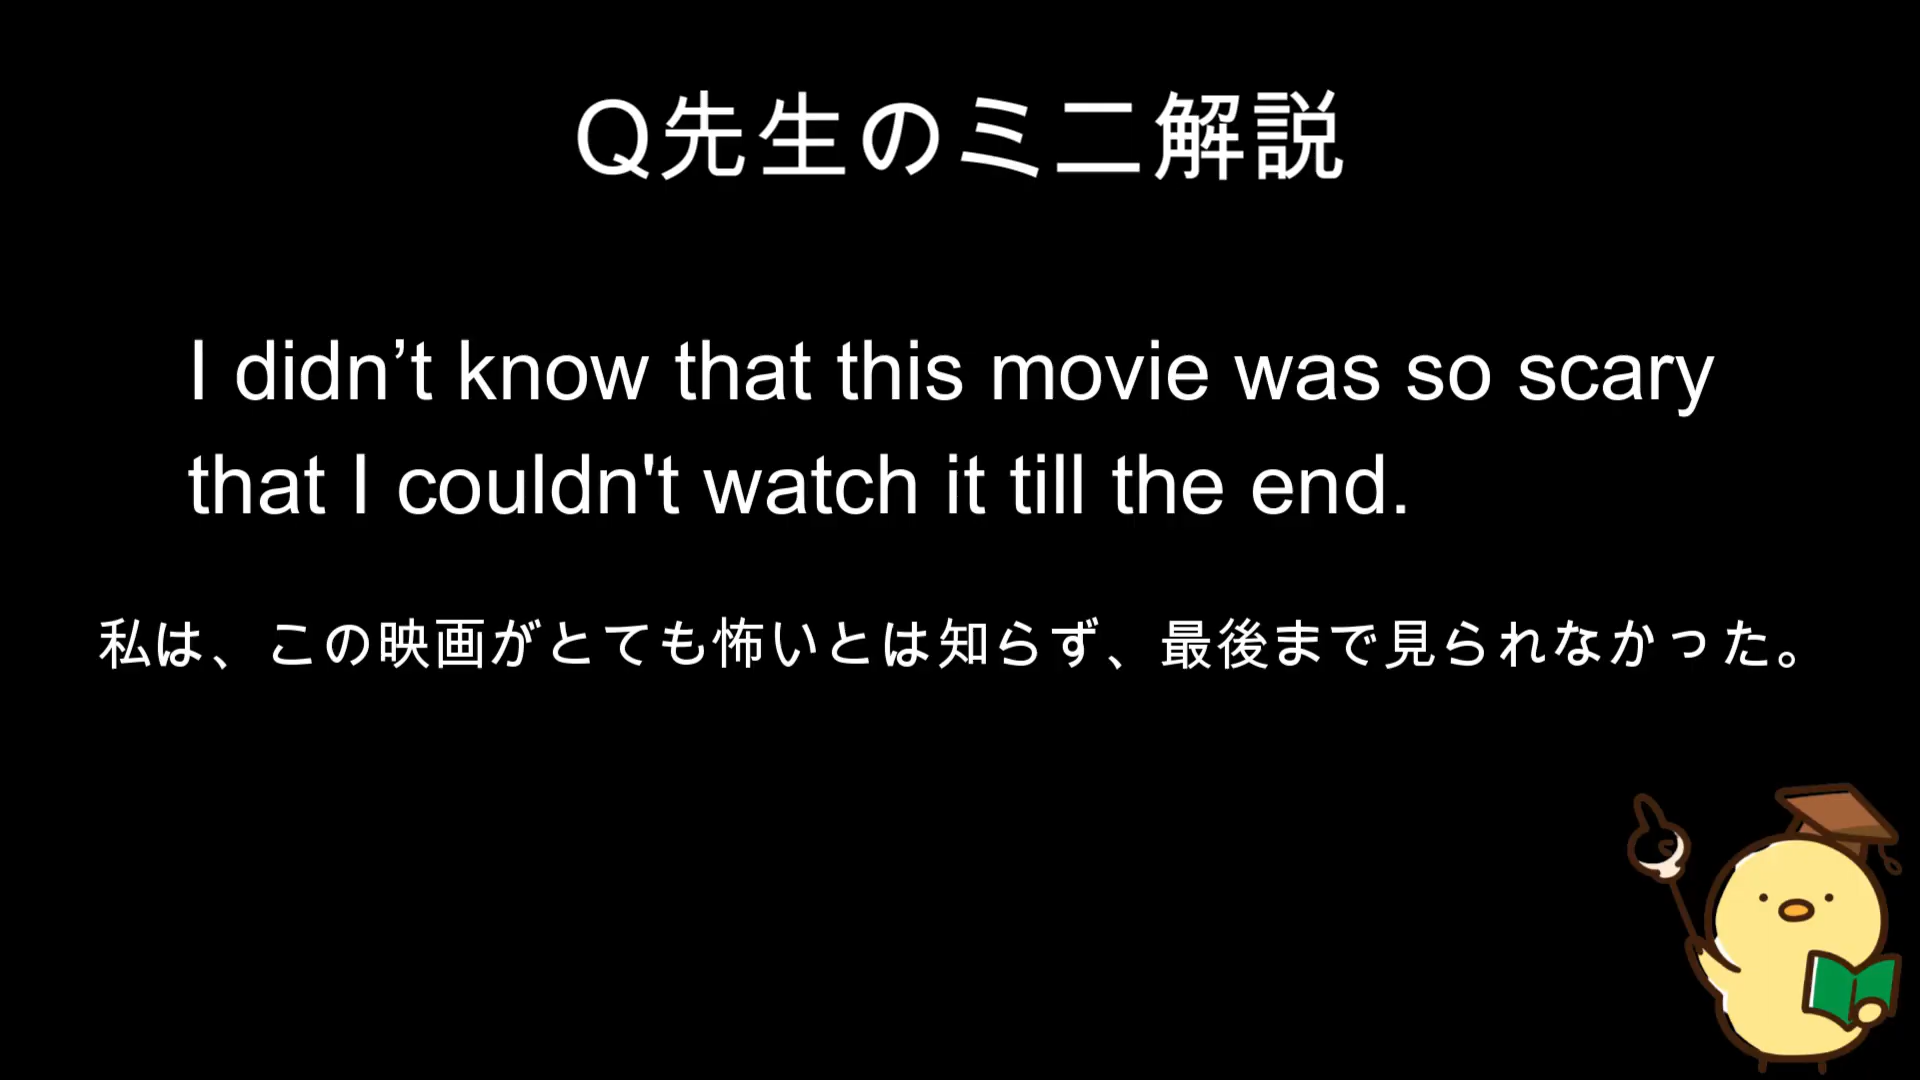 Q先生のミニ解説
I didn’t know that this movie was so scary
that I couldn't watch it till the end.
私は、この映画がとても怖いとは知らず、最後まで見られなかった。